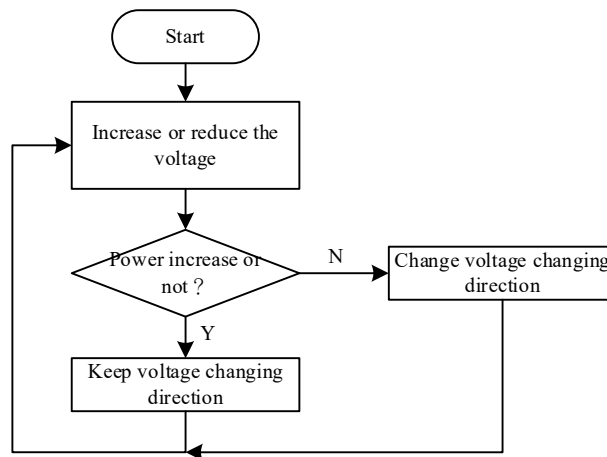 Start
Increase or reduce the
voltage
Power increase or
not？
N
Change voltage changing
direction
Y
Keep voltage changing
direction